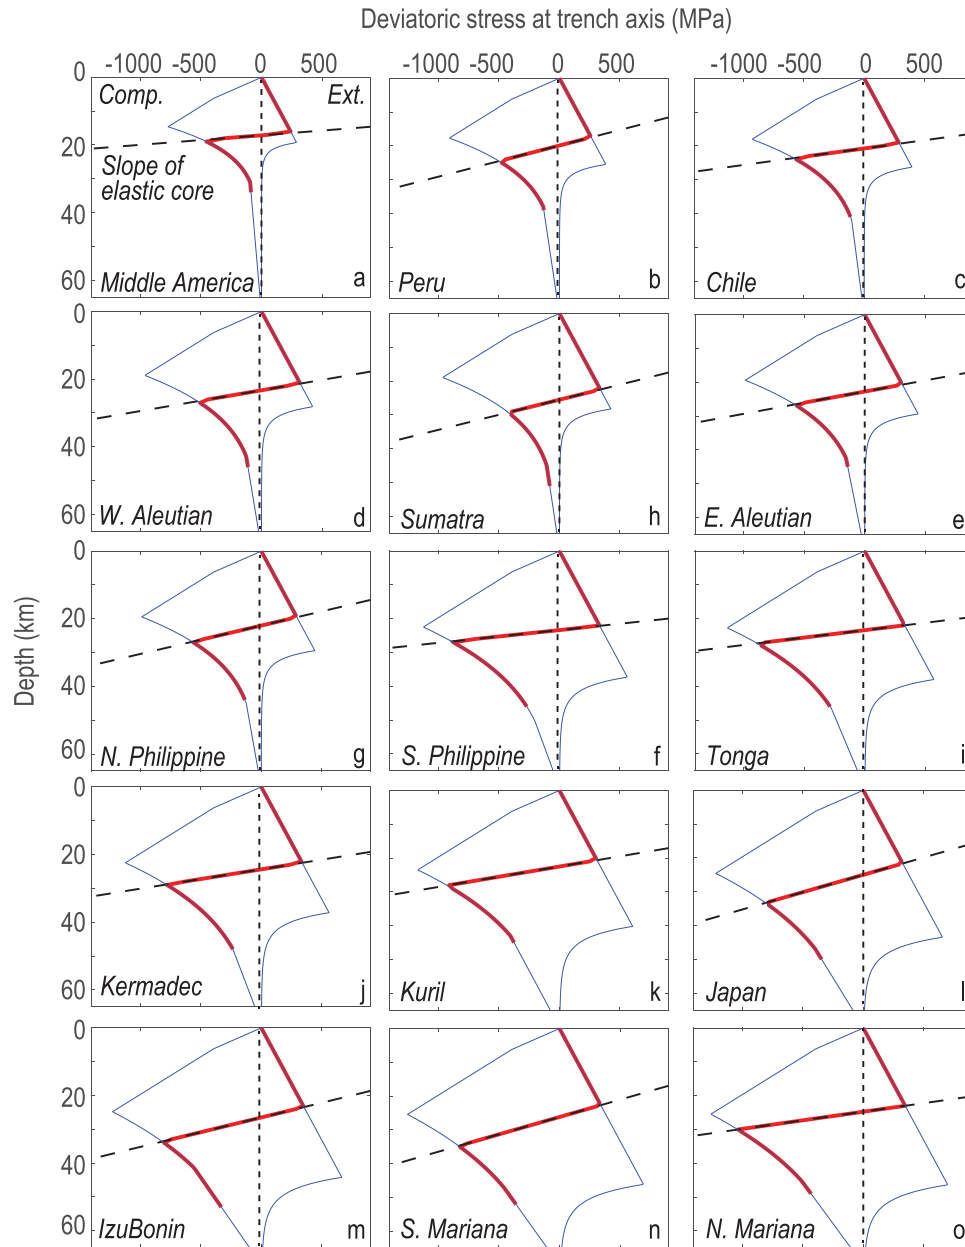 Deviatoric stress at trench axis (MPa)
-1000 -500 0 500 -1000 -500 0 500 -1000 -500 0 500
0
Comp. Ext.
20
Slope of
elastic core
40
60
Middle America a
Peru b
Chile c
0
20
40
60
W. Aleutian d
Sumatra h
E. Aleutian e
Depth (km)
0
20
40
60
N. Philippine g
S. Philippine f
Tonga i
0
20
40
60
Kermadec j
Kuril k
Japan l
0
20
40
60
IzuBonin m
S. Mariana n
N. Mariana o